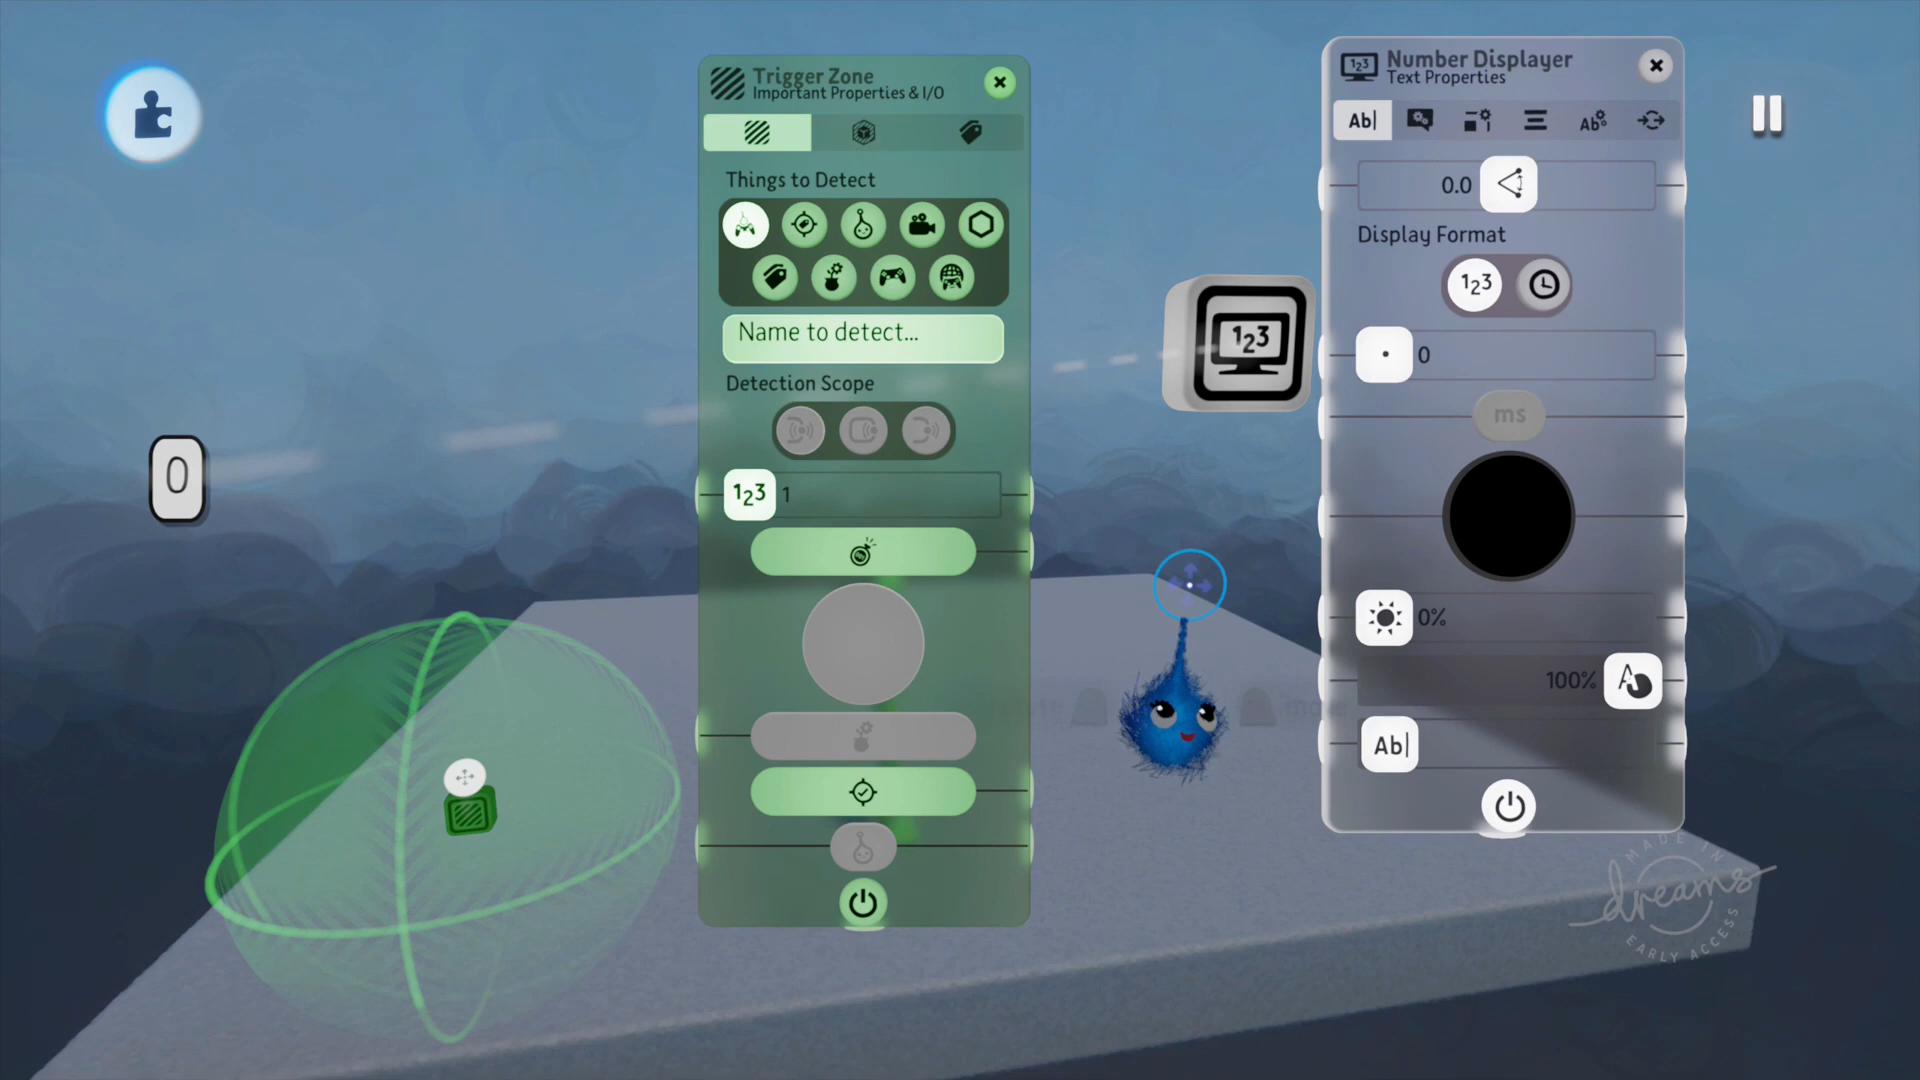 Trigger Zone
Important Properties & I/O
Things to Detect
Name to detect...
Detection Scope
123 1
0
123
Number Displayer
Text Properties
Ab|
Ab
0.0
Display Format
123
0
ms
0%
100% A
Ab|
MADE IN
dreams
EARLY ACCESS